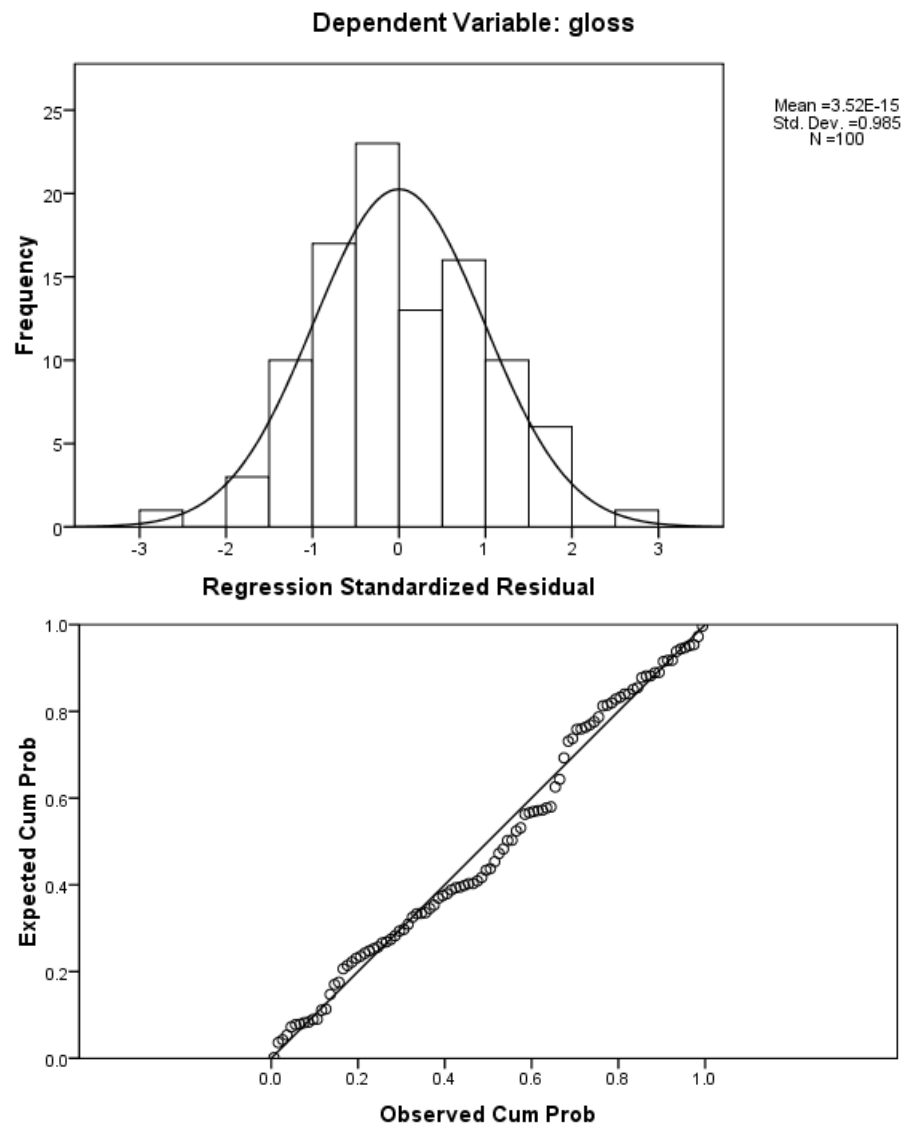 Dependent Variable: gloss
Mean =3.52E-15
Std. Dev. =0.985
N =100
25
20
15
10
5
0
Frequency
-3 -2 -1 0 1 2 3
Regression Standardized Residual
1.0
0.8
0.6
0.4
0.2
0.0
Expected Cum Prob
0.0 0.2 0.4 0.6 0.8 1.0
Observed Cum Prob